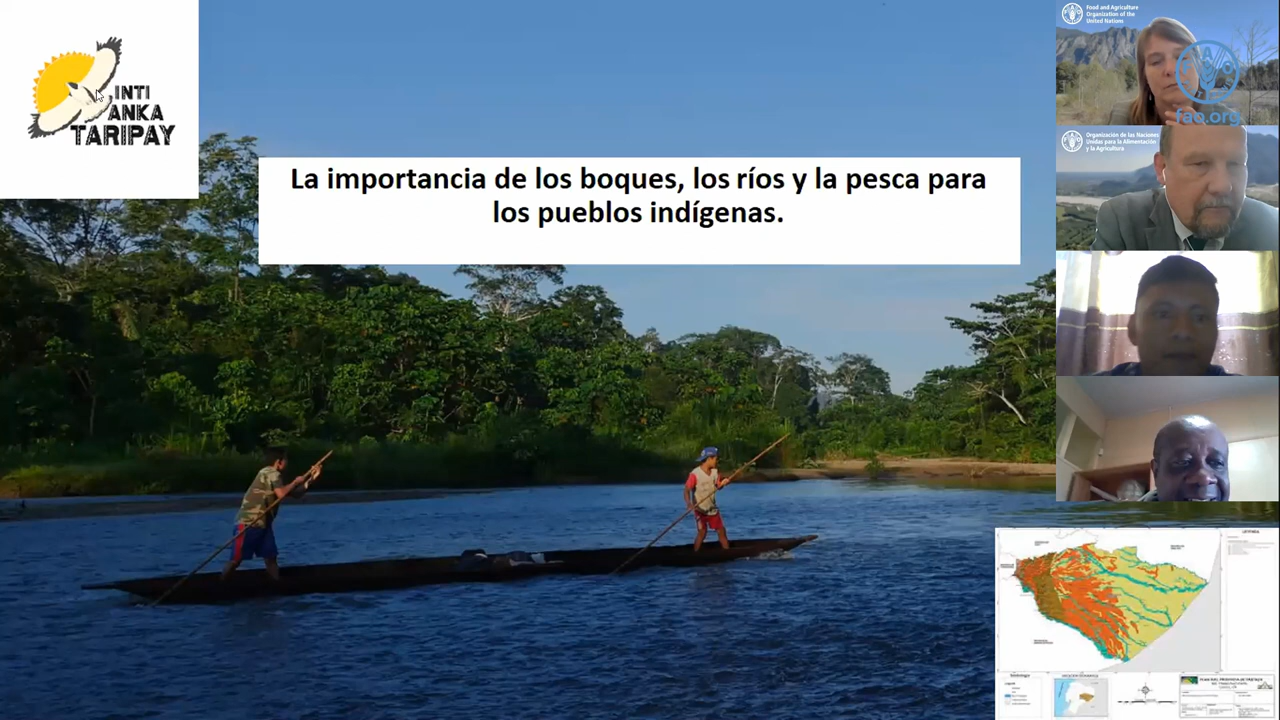 INTI
ANKA
TARIPAY
La importancia de los boques, los ríos y la pesca para
los pueblos indígenas.
Food and Agriculture
Organization of the
United Nations
FAO
fao.org
Organización de las Naciones
Unidas para la Alimentación
y la Agricultura